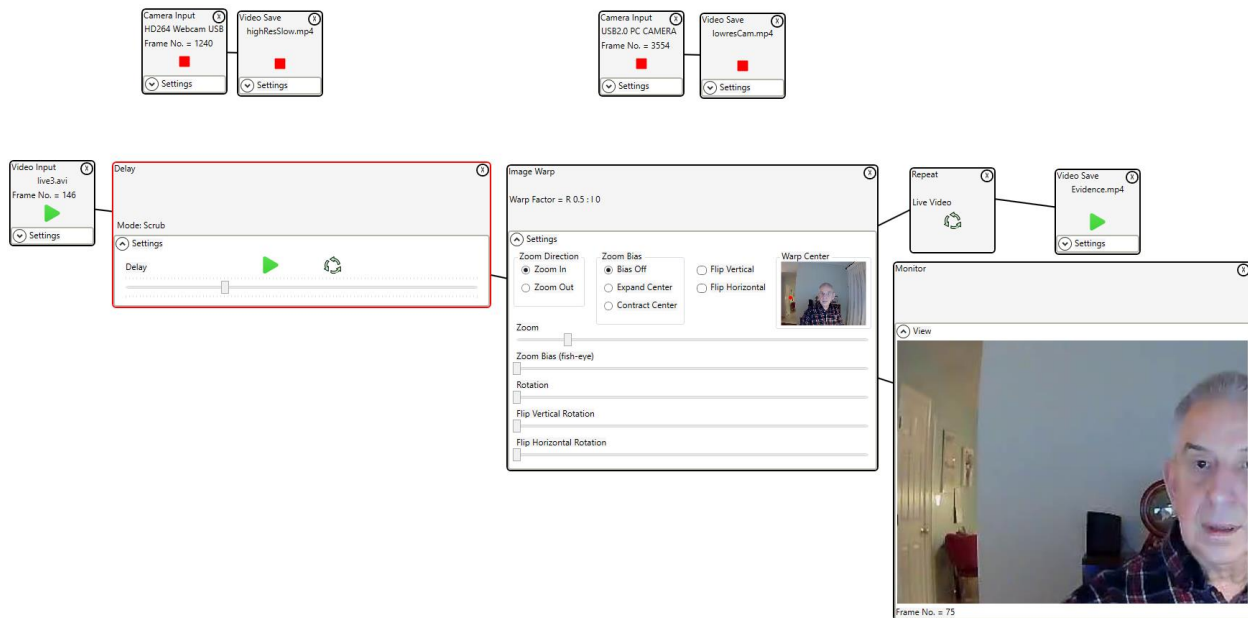 Camera Input
X
HD264 Webcam USB
Frame No. = 1240
Settings
Video Save
X
highResSlow.mp4
Settings
Camera Input
X
USB2.0 PC CAMERA
Frame No. = 3554
Settings
Video Save
X
lowresCam.mp4
Settings
Video Input
X
live3.avi
Frame No. = 146
Settings
Delay
X
Mode: Scrub
Settings
Delay
Image Warp
X
Warp Factor = R 0.5 : I 0
Settings
Zoom Direction
Zoom In
Zoom Out
Zoom Bias
Bias Off
Expand Center
Contract Center
Flip Vertical
Flip Horizontal
Warp Center
Zoom
Zoom Bias (fish-eye)
Rotation
Flip Vertical Rotation
Flip Horizontal Rotation
Repeat
X
Live Video
Video Save
X
Evidence.mp4
Settings
Monitor
X
View
Frame No. = 75